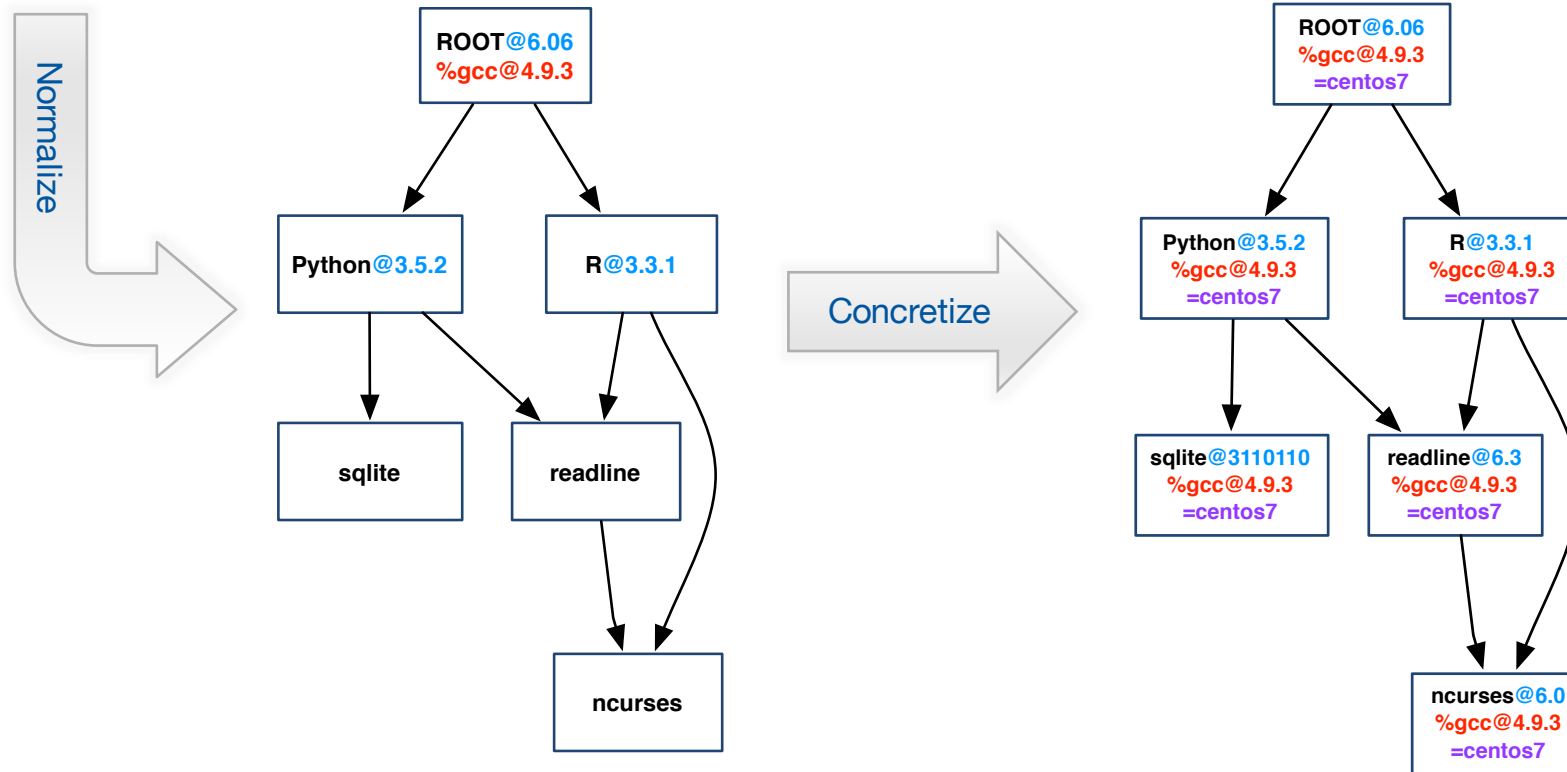 Normalize
ROOT@6.06
%gcc@4.9.3
Python@3.5.2
R@3.3.1
sqlite
readline
ncurses
Concretize
ROOT@6.06
%gcc@4.9.3
=centos7
Python@3.5.2
%gcc@4.9.3
=centos7
R@3.3.1
%gcc@4.9.3
=centos7
sqlite@3110110
%gcc@4.9.3
=centos7
readline@6.3
%gcc@4.9.3
=centos7
ncurses@6.0
%gcc@4.9.3
=centos7